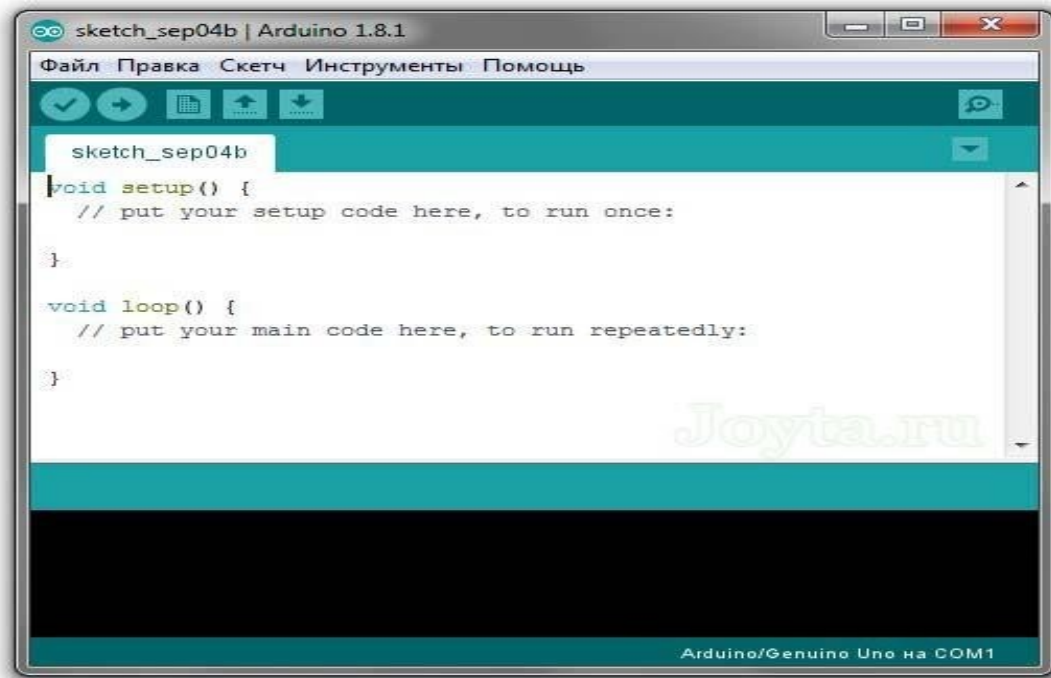 sketch_sep04b | Arduino 1.8.1
Файл Правка Скетч Инструменты Помощь
sketch_sep04b
void setup() {
  // put your setup code here, to run once:
}
void loop() {
  // put your main code here, to run repeatedly:
}
Joyta.ru
Arduino/Genuino Uno на COM1